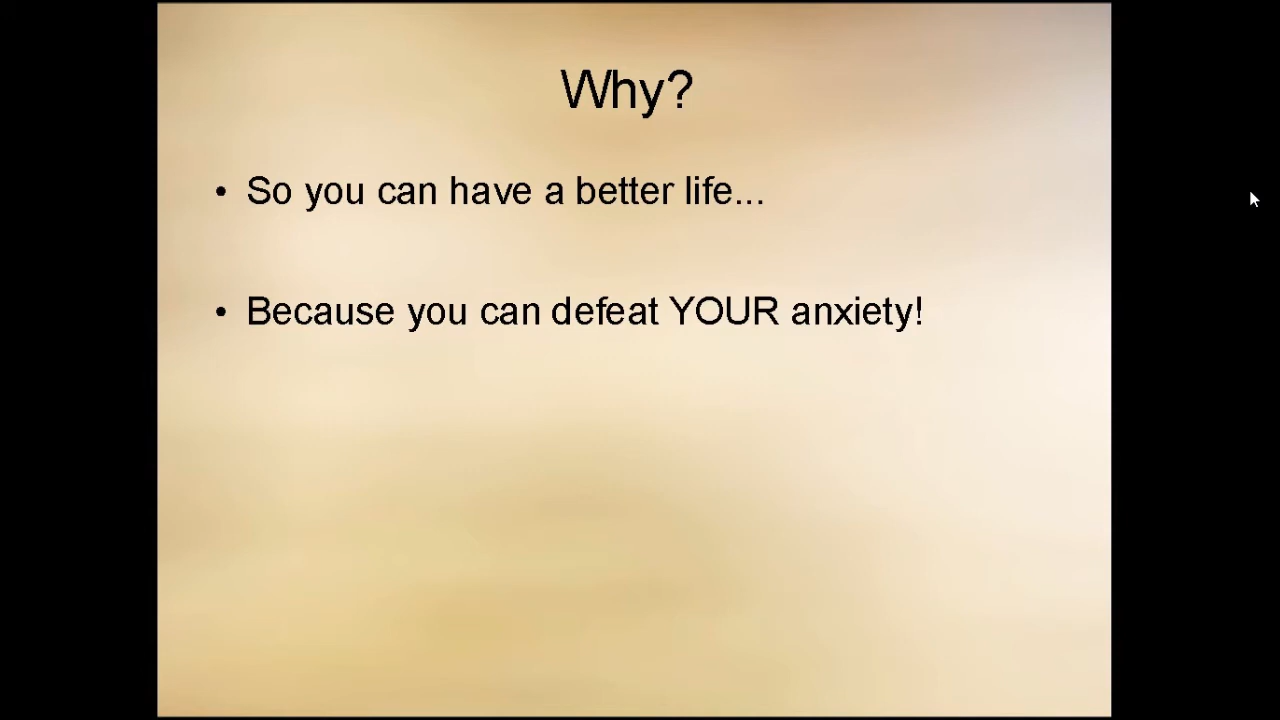 Why?
• So you can have a better life...
• Because you can defeat YOUR anxiety!